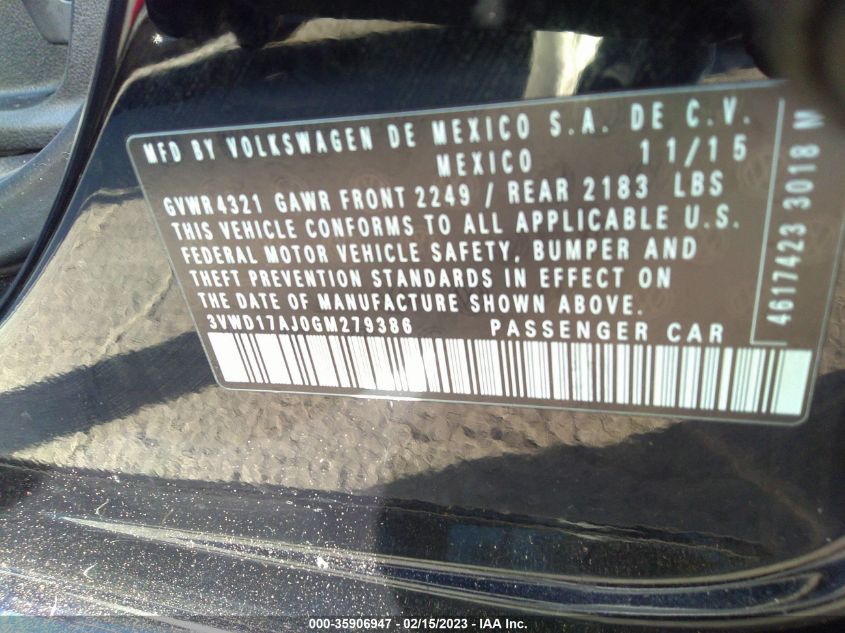 MFD BY VOLKSWAGEN DE MEXICO S.A. DE C.V.
MEXICO 11/15
GVWR 4321 GAWR FRONT 2249 / REAR 2183 LBS
THIS VEHICLE CONFORMS TO ALL APPLICABLE U.S.
FEDERAL MOTOR VEHICLE SAFETY, BUMPER AND
THEFT PREVENTION STANDARDS IN EFFECT ON
THE DATE OF MANUFACTURE SHOWN ABOVE.
3VWD17AJ0GM279386 PASSENGER CAR
4617423 3018 M
000-35906947 - 02/15/2023 - IAA Inc.